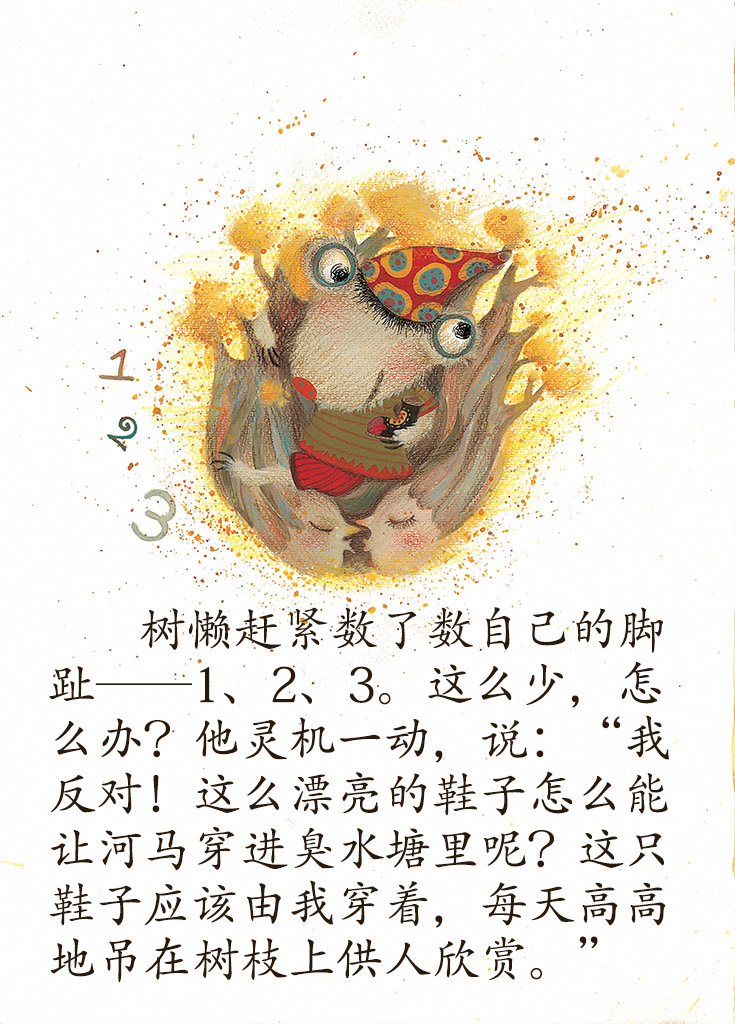 1
2
3
树懒赶紧数了数自己的脚
趾——1、2、3。这么少，怎
么办？他灵机一动，说：“我
反对！这么漂亮的鞋子怎么能
让河马穿进臭水塘里呢？这只
鞋子应该由我穿着，每天高高
地吊在树枝上供人欣赏。”